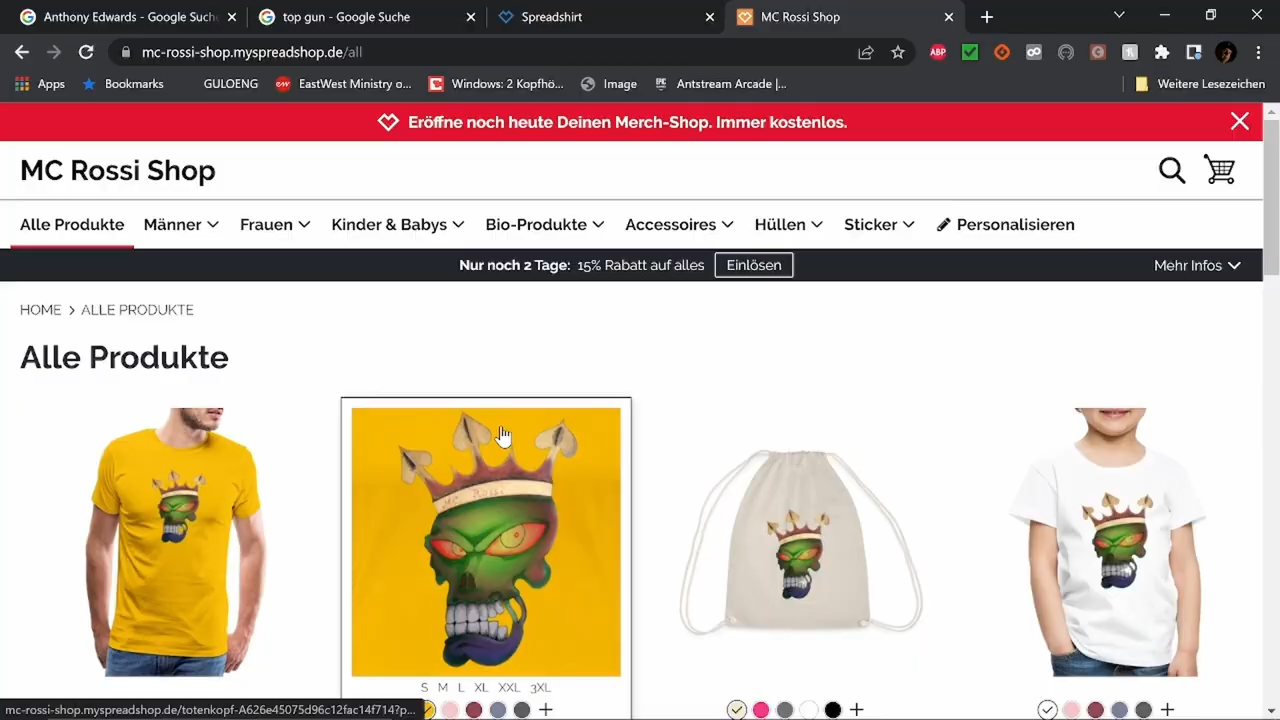 Anthony Edwards - Google Such
top gun - Google Suche
Spreadshirt
MC Rossi Shop
mc-rossi-shop.myspreadshop.de/all
ABP
Apps
Bookmarks
GULOENG
EastWest Ministry o...
Windows: 2 Kopfhö...
Image
Antstream Arcade |...
Weitere Lesezeichen
Eröffne noch heute Deinen Merch-Shop. Immer kostenlos.
MC Rossi Shop
Alle Produkte
Männer
Frauen
Kinder & Babys
Bio-Produkte
Accessoires
Hüllen
Sticker
Personalisieren
Nur noch 2 Tage: 15% Rabatt auf alles
Einlösen
Mehr Infos
HOME > ALLE PRODUKTE
Alle Produkte
Mc Rossi
S M L XL XXL 3XL
mc-rossi-shop.myspreadshop.de/totenkopf-A626e45075d96c12fac14f714?p...